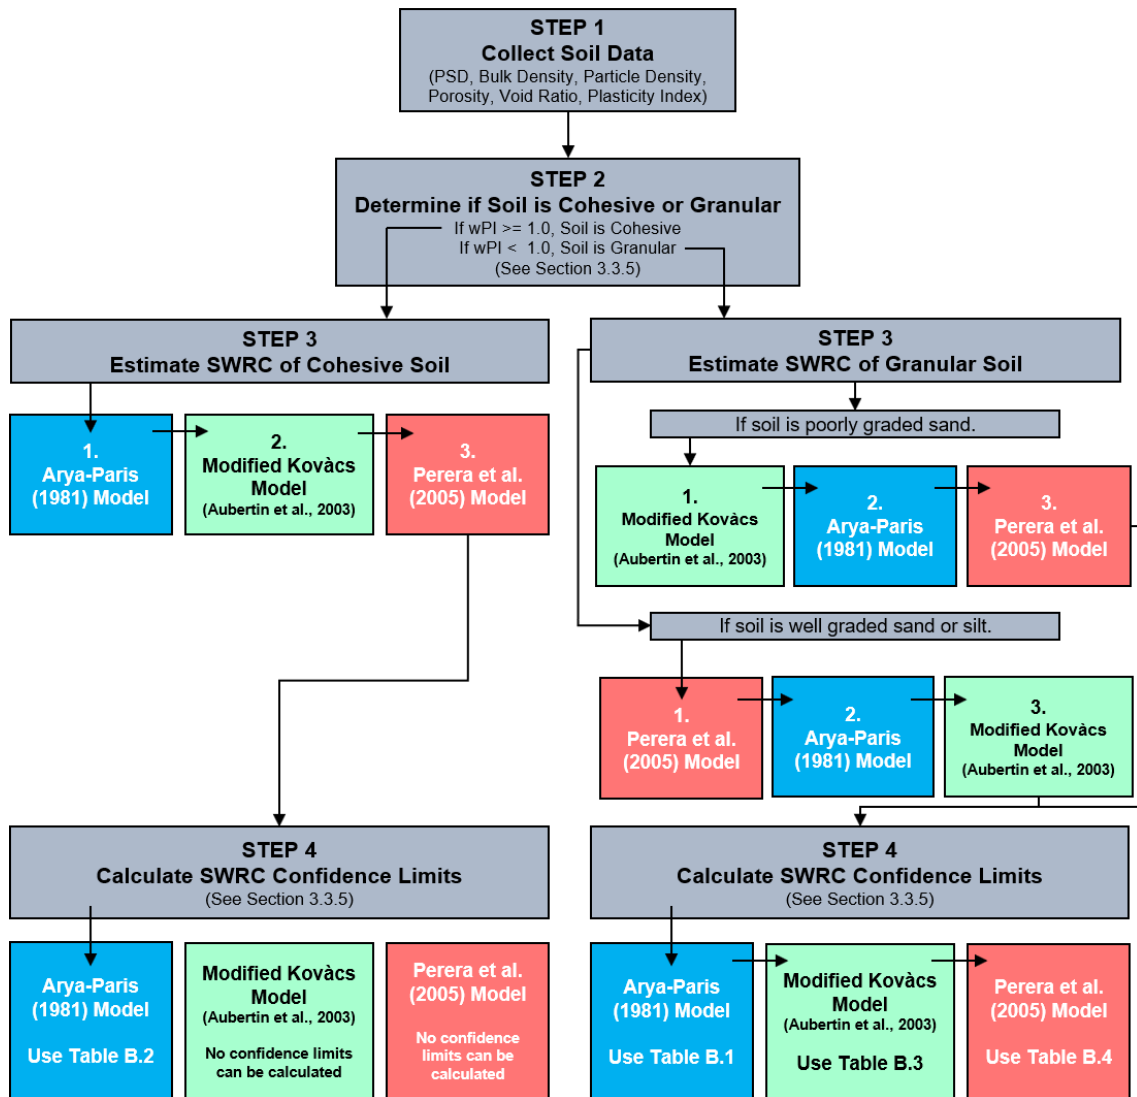 STEP 1
Collect Soil Data
(PSD, Bulk Density, Particle Density,
Porosity, Void Ratio, Plasticity Index)
STEP 2
Determine if Soil is Cohesive or Granular
If wPI >= 1.0, Soil is Cohesive
If wPI < 1.0, Soil is Granular
(See Section 3.3.5)
STEP 3
Estimate SWRC of Cohesive Soil
1.
Arya-Paris
(1981) Model
2.
Modified Kovàcs
Model
(Aubertin et al., 2003)
3.
Perera et al.
(2005) Model
STEP 3
Estimate SWRC of Granular Soil
If soil is poorly graded sand.
1.
Modified Kovàcs
Model
(Aubertin et al., 2003)
2.
Arya-Paris
(1981) Model
3.
Perera et al.
(2005) Model
If soil is well graded sand or silt.
1.
Perera et al.
(2005) Model
2.
Arya-Paris
(1981) Model
3.
Modified Kovàcs
Model
(Aubertin et al., 2003)
STEP 4
Calculate SWRC Confidence Limits
(See Section 3.3.5)
Arya-Paris
(1981) Model
Use Table B.2
Modified Kovàcs
Model
(Aubertin et al., 2003)
No confidence limits
can be calculated
Perera et al.
(2005) Model
No confidence
limits can be
calculated
STEP 4
Calculate SWRC Confidence Limits
(See Section 3.3.5)
Arya-Paris
(1981) Model
Use Table B.1
Modified Kovàcs
Model
(Aubertin et al., 2003)
Use Table B.3
Perera et al.
(2005) Model
Use Table B.4